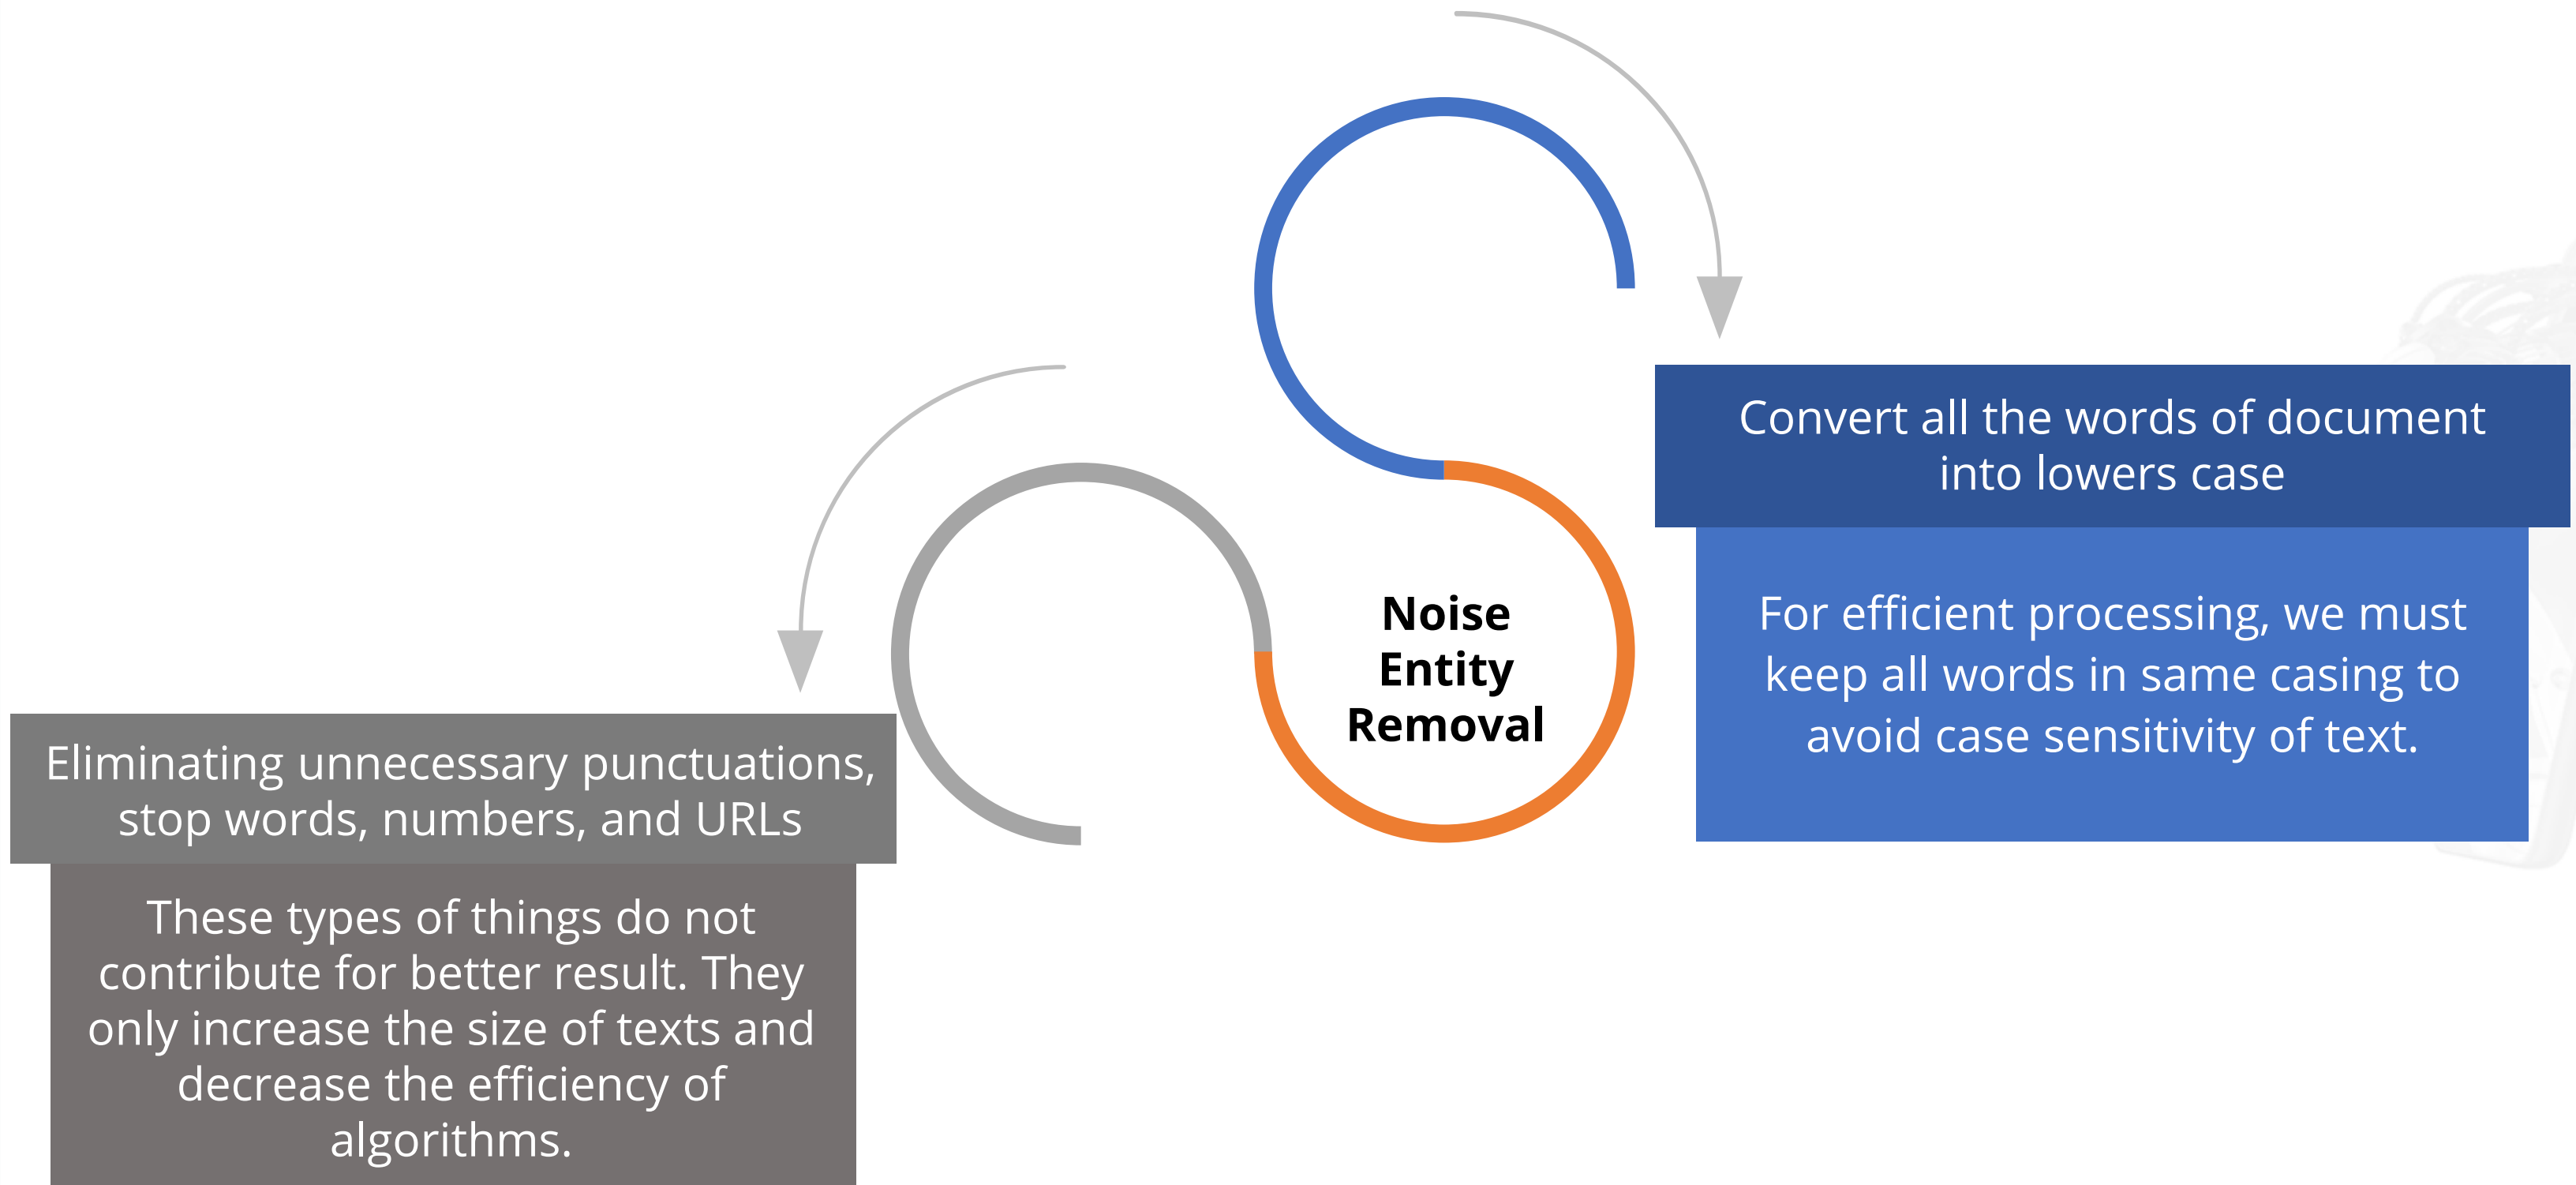 Convert all the words of document
into lowers case
For efficient processing, we must
keep all words in same casing to
avoid case sensitivity of text.
Noise
Entity
Removal
Eliminating unnecessary punctuations,
stop words, numbers, and URLs
These types of things do not
contribute for better result. They
only increase the size of texts and
decrease the efficiency of
algorithms.